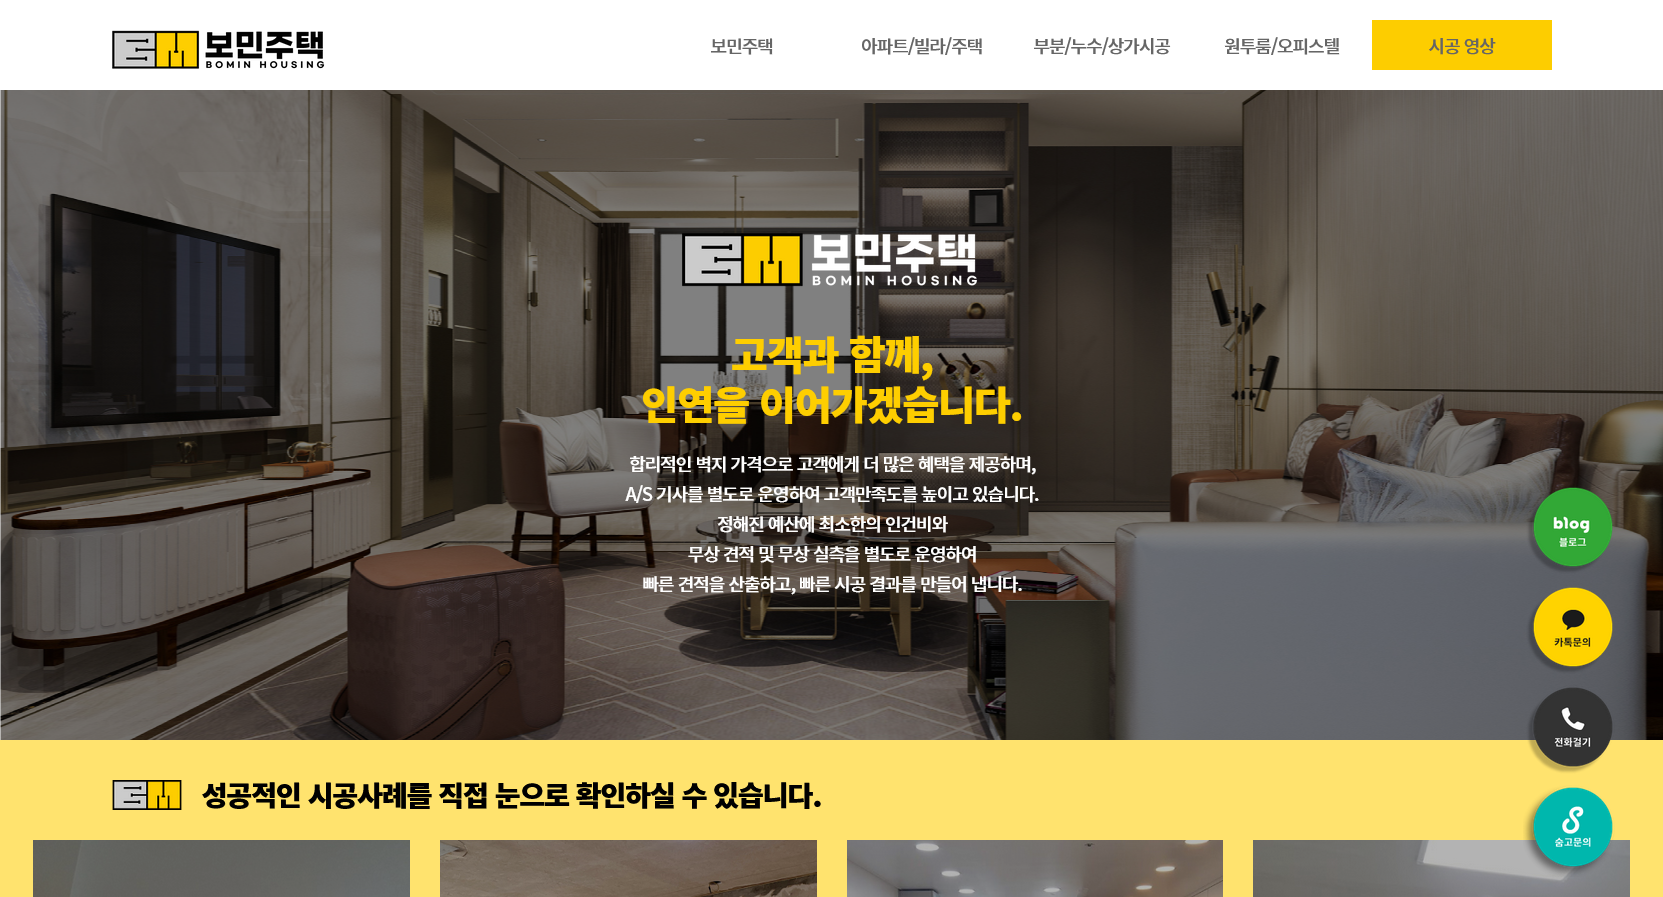 보민주택
BOMIN HOUSING
보민주택
아파트/빌라/주택
부분/누수/상가시공
원투룸/오피스텔
시공 영상
보민주택
BOMIN HOUSING
고객과 함께,
인연을 이어가겠습니다.
합리적인 벽지 가격으로 고객에게 더 많은 혜택을 제공하며,
A/S 기사를 별도로 운영하여 고객만족도를 높이고 있습니다.
정해진 예산에 최소한의 인건비와
무상 견적 및 무상 실측을 별도로 운영하여
빠른 견적을 산출하고, 빠른 시공 결과를 만들어 냅니다.
blog
블로그
카톡문의
전화걸기
숨고문의
성공적인 시공사례를 직접 눈으로 확인하실 수 있습니다.